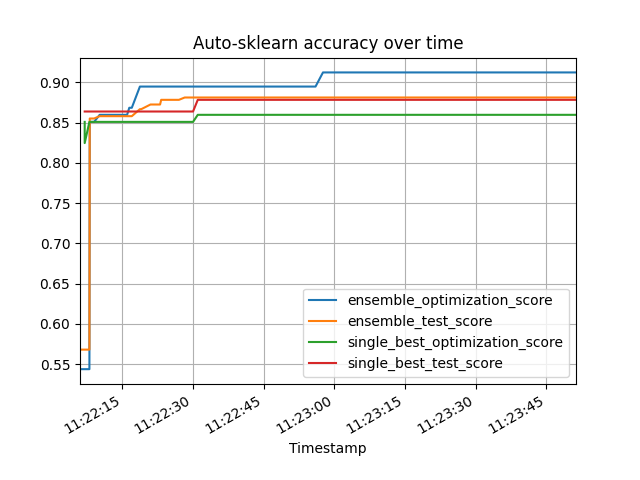 Auto-sklearn accuracy over time
0.90
0.85
0.80
0.75
0.70
0.65
0.60
0.55
ensemble_optimization_score
ensemble_test_score
single_best_optimization_score
single_best_test_score
11:22:15
11:22:30
11:22:45
11:23:00
11:23:15
11:23:30
11:23:45
Timestamp